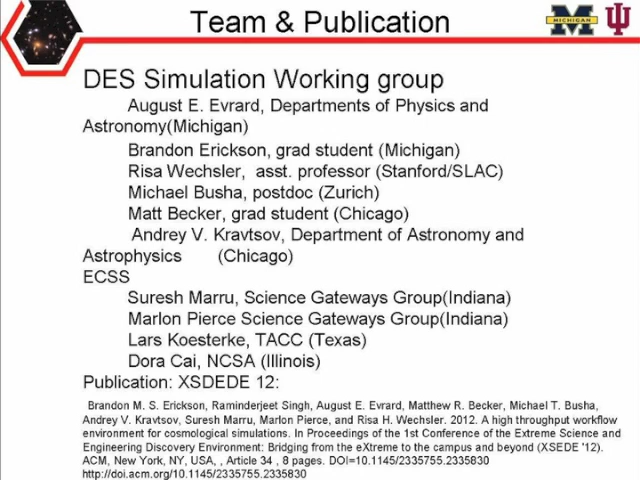 Team & Publication
MICHIGAN
DES Simulation Working group
August E. Evrard, Departments of Physics and
Astronomy(Michigan)
Brandon Erickson, grad student (Michigan)
Risa Wechsler, asst. professor (Stanford/SLAC)
Michael Busha, postdoc (Zurich)
Matt Becker, grad student (Chicago)
Andrey V. Kravtsov, Department of Astronomy and
Astrophysics (Chicago)
ECSS
Suresh Marru, Science Gateways Group(Indiana)
Marlon Pierce Science Gateways Group(Indiana)
Lars Koesterke, TACC (Texas)
Dora Cai, NCSA (Illinois)
Publication: XSDEDE 12:
Brandon M. S. Erickson, Raminderjeet Singh, August E. Evrard, Matthew R. Becker, Michael T. Busha,
Andrey V. Kravtsov, Suresh Marru, Marlon Pierce, and Risa H. Wechsler. 2012. A high throughput workflow
environment for cosmological simulations. In Proceedings of the 1st Conference of the Extreme Science and
Engineering Discovery Environment: Bridging from the eXtreme to the campus and beyond (XSEDE '12).
ACM, New York, NY, USA, , Article 34 , 8 pages. DOI=10.1145/2335755.2335830
http://doi.acm.org/10.1145/2335755.2335830